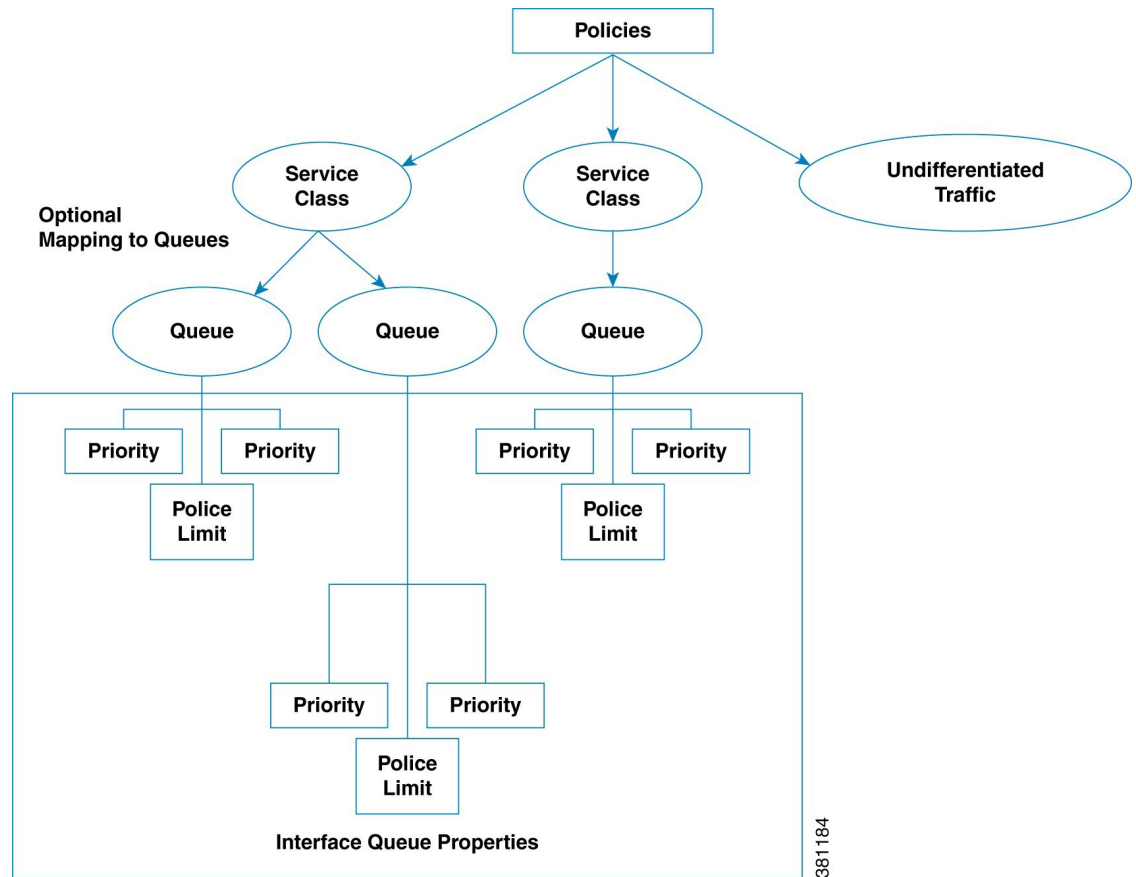 Policies
Service
Class
Service
Class
Undifferentiated
Traffic
Optional
Mapping to Queues
Queue
Queue
Queue
Priority
Priority
Priority
Priority
Police
Limit
Police
Limit
Priority
Priority
Police
Limit
Interface Queue Properties
381184